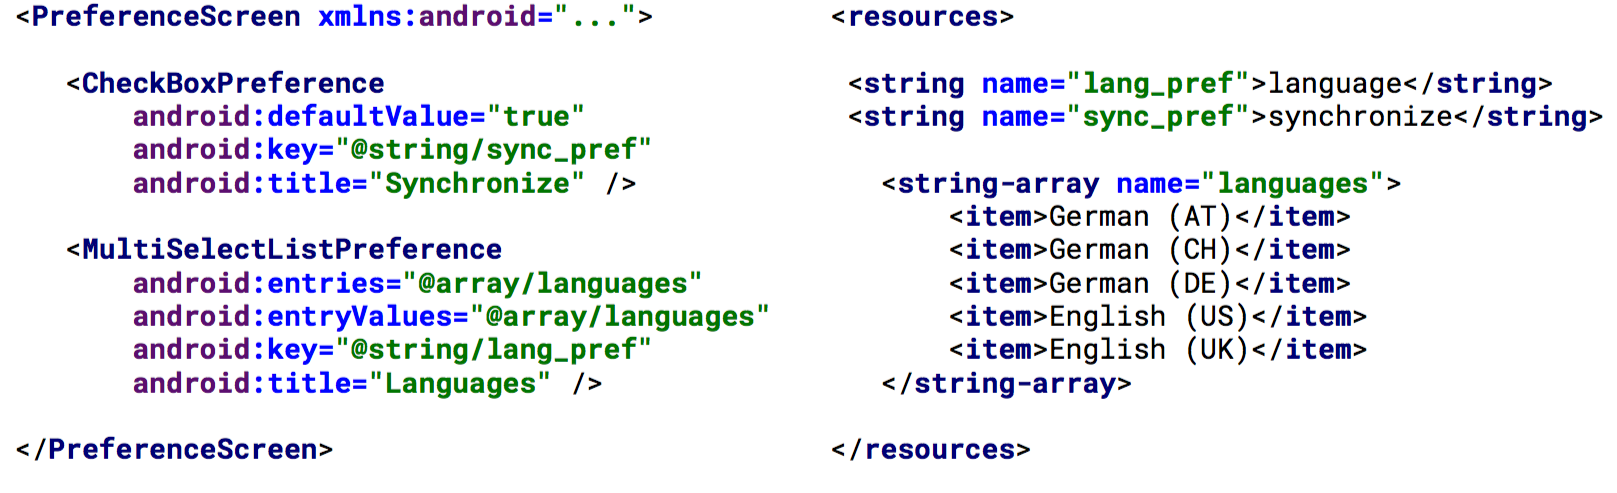 <PreferenceScreen xmlns:android="...">
<CheckBoxPreference
android:defaultValue="true"
android:key="@string/sync_pref"
android:title="Synchronize" />
<MultiSelectListPreference
android:entries="@array/languages"
android:entryValues="@array/languages"
android:key="@string/lang_pref"
android:title="Languages" />
</PreferenceScreen>
<resources>
<string name="lang_pref">language</string>
<string name="sync_pref">synchronize</string>
<string-array name="languages">
<item>German (AT)</item>
<item>German (CH)</item>
<item>German (DE)</item>
<item>English (US)</item>
<item>English (UK)</item>
</string-array>
</resources>